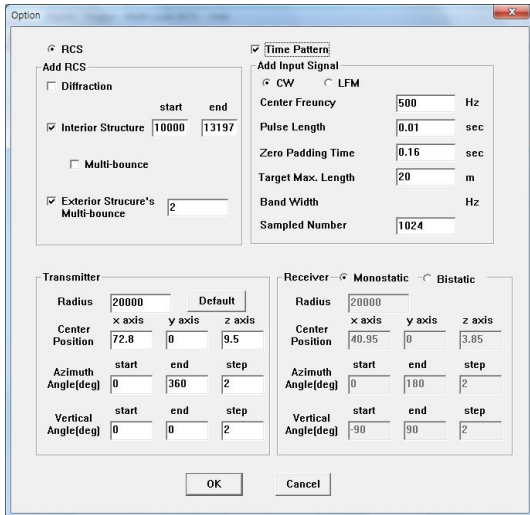 Option
RCS
Time Pattern
Add RCS
Diffraction
start end
Interior Structure 10000 13197
Multi-bounce
Exterior Strucure's
Multi-bounce 2
Add Input Signal
CW LFM
Center Freuncy 500 Hz
Pulse Length 0.01 sec
Zero Padding Time 0.16 sec
Target Max. Length 20 m
Band Width Hz
Sampled Number 1024
Transmitter
Radius 20000 Default
x axis y axis z axis
Center
Position 72.8 0 9.5
start end step
Azimuth
Angle(deg) 0 360 2
start end step
Vertical
Angle(deg) 0 0 2
Receiver Monostatic Bistatic
Radius 20000
x axis y axis z axis
Center
Position 40.95 0 3.85
start end step
Azimuth
Angle(deg) 0 180 2
start end step
Vertical
Angle(deg) -90 90 2
OK Cancel